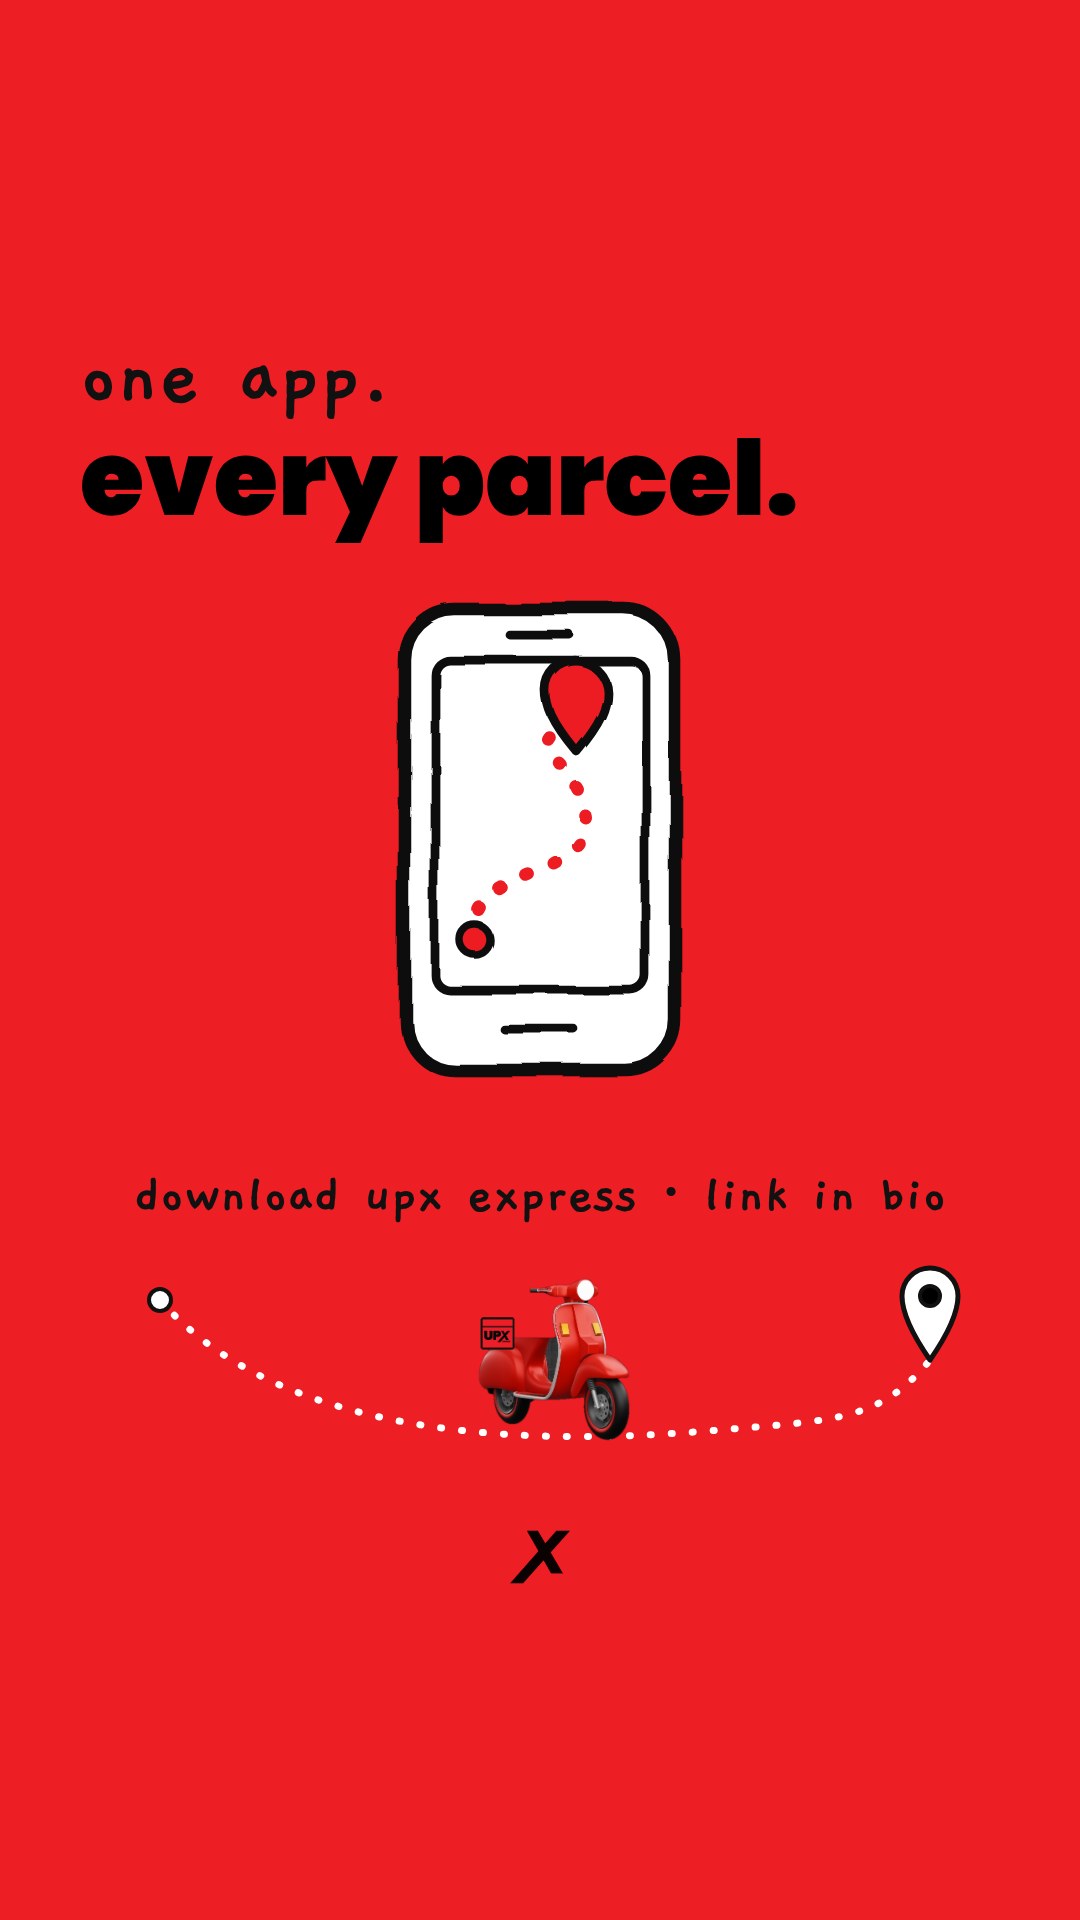 one app.
every parcel.
download upx express • link in bio
UPX
X